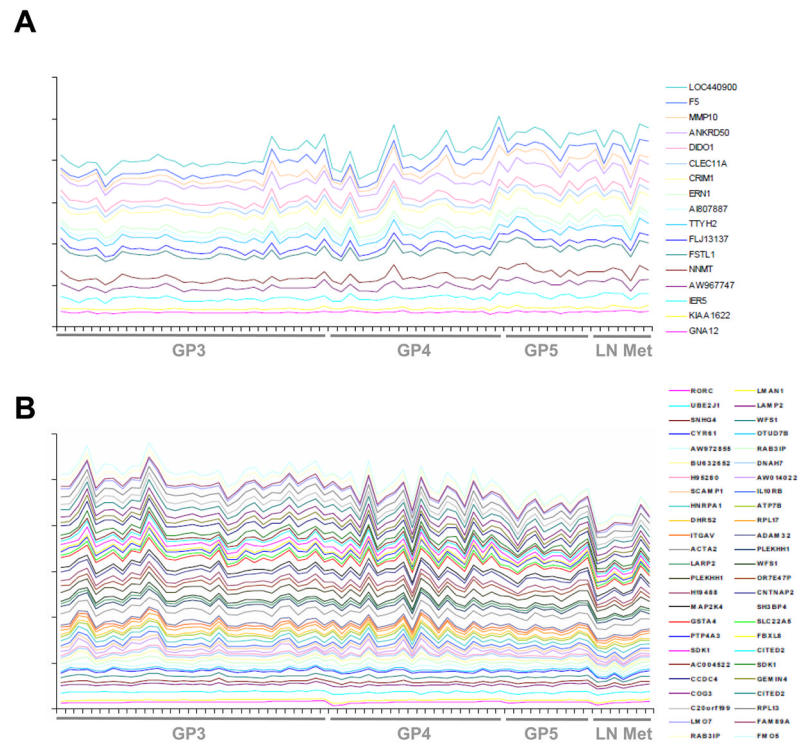 A
LOC440900
F5
MMP10
ANKRD50
DIDO1
CLEC11A
CRIM1
ERN1
AI807887
TTYH2
FLJ13137
FSTL1
NNMT
AW967747
IER5
KIAA1622
GNA12
GP3 GP4 GP5 LN Met
B
RORC LMAN1
UBE2J1 LAMP2
SNHG4 WFS1
CYR61 OTUD7B
AW972855 RAB3IP
BU632652 DNAH7
H95280 AW014022
SCAMP1 IL10RB
HNRPA1 ATP7B
DHRS2 RPL17
ITGAV ADAM32
ACTA2 PLEKHH1
LARP2 WFS1
PLEKHH1 OR7E47P
H19488 CNTNAP2
MAP2K4 SH3BP4
GSTA4 SLC22A5
PTP4A3 FBXL8
SDK1 CITED2
AC004522 SDK1
CCDC4 GEMIN4
COG3 CITED2
C20orf199 RPL13
LMO7 FAM89A
RAB3IP FMO5
GP3 GP4 GP5 LN Met